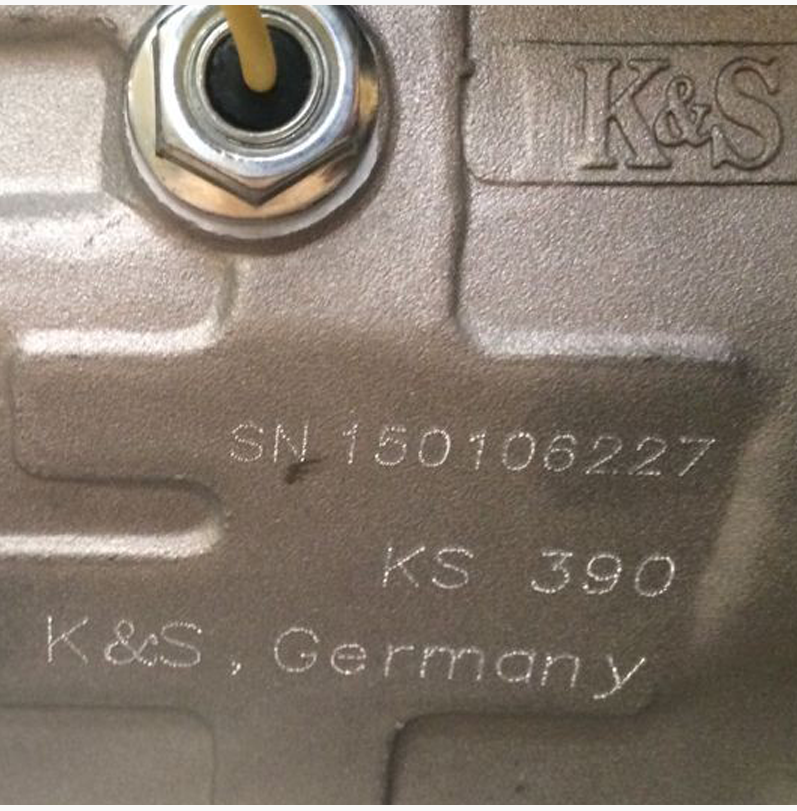 K&S
SN 150106227
KS 390
K&S, Germany